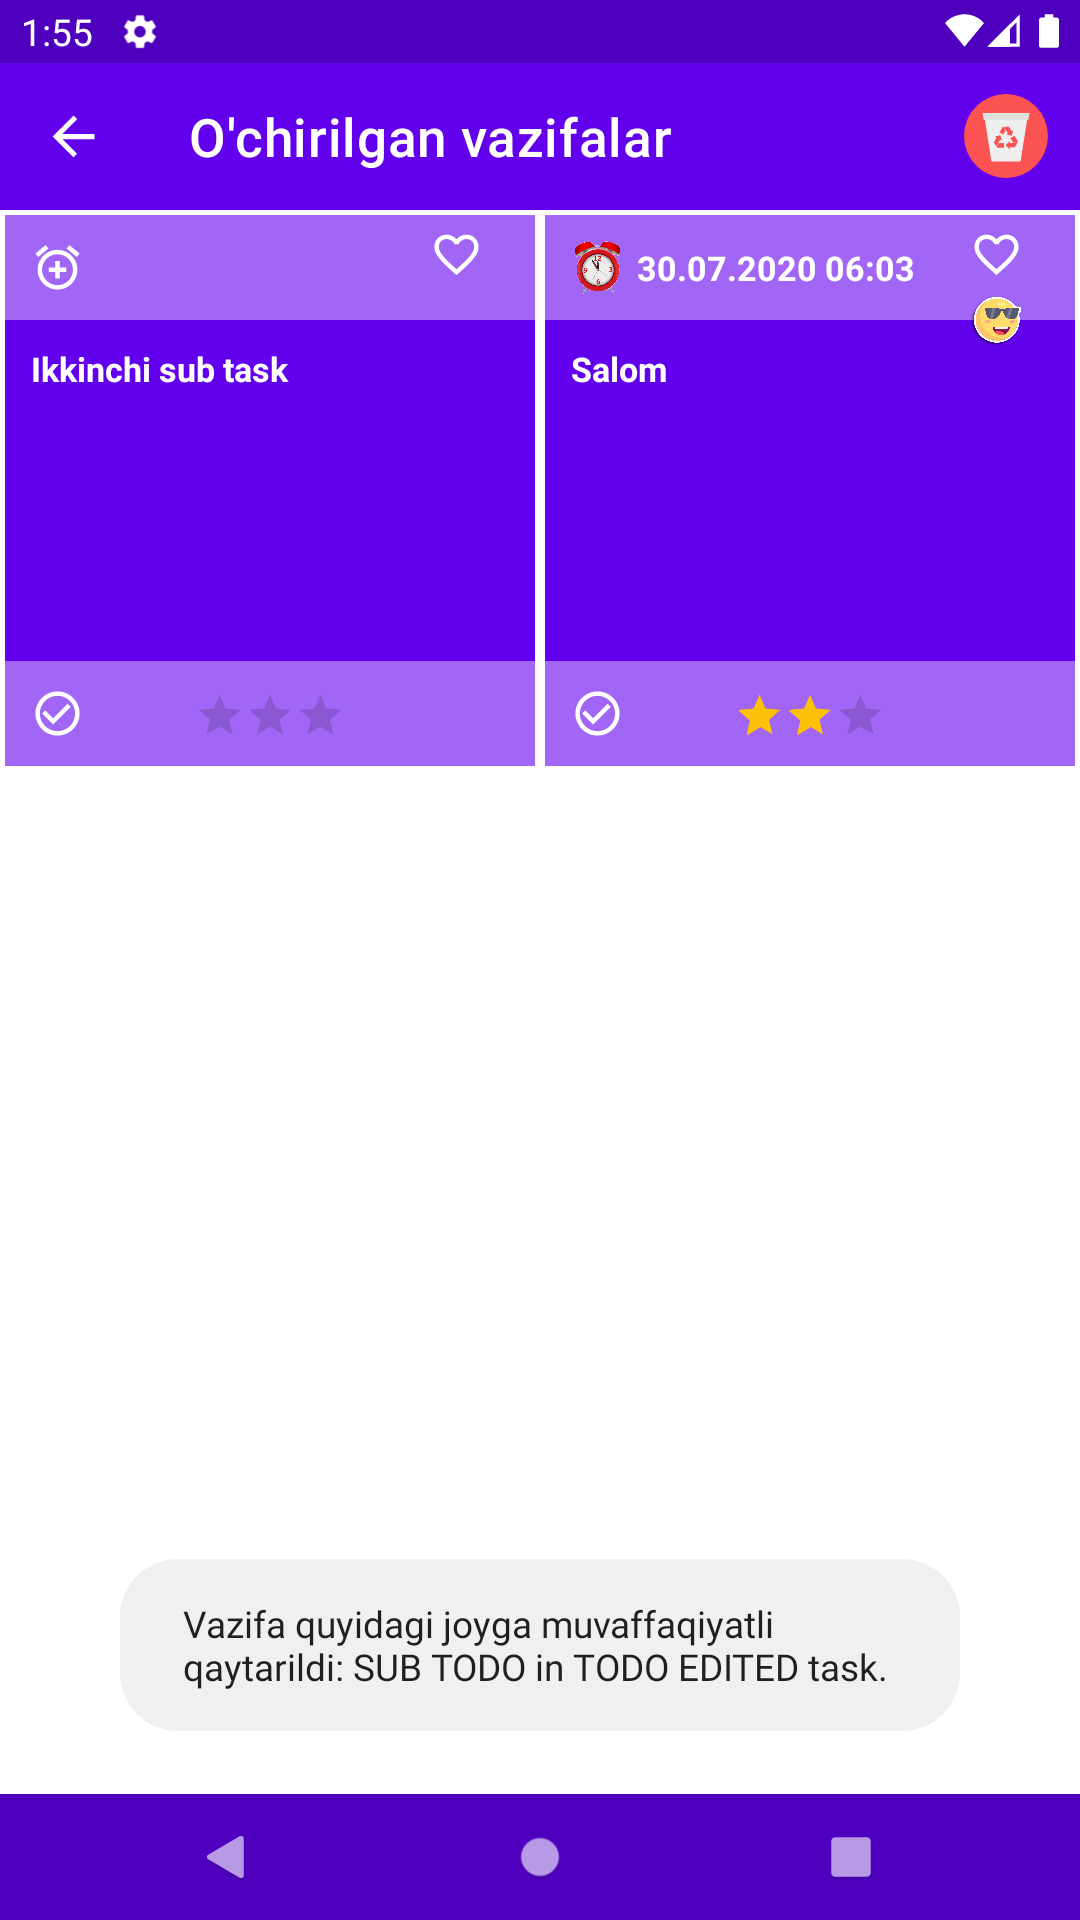 1:55
O'chirilgan vazifalar
30.07.2020 06:03
Ikkinchi sub task
Salom
Vazifa quyidagi joyga muvaffaqiyatli
qaytarildi: SUB TODO in TODO EDITED task.